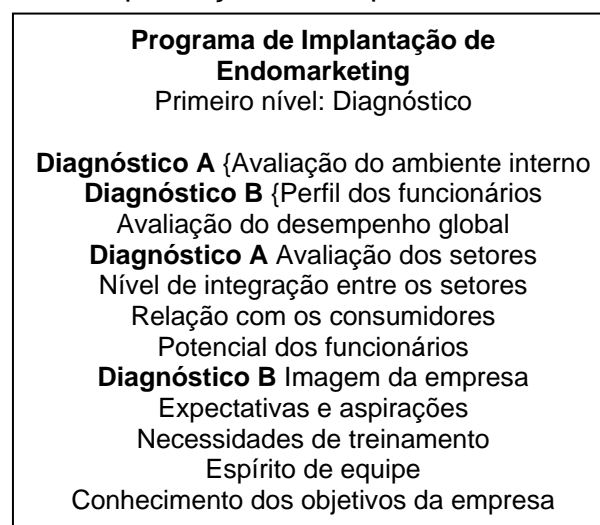 Programa de Implantação de
Endomarketing
Primeiro nível: Diagnóstico
Diagnóstico A {Avaliação do ambiente interno
Diagnóstico B {Perfil dos funcionários
Avaliação do desempenho global
Diagnóstico A Avaliação dos setores
Nível de integração entre os setores
Relação com os consumidores
Potencial dos funcionários
Diagnóstico B Imagem da empresa
Expectativas e aspirações
Necessidades de treinamento
Espírito de equipe
Conhecimento dos objetivos da empresa